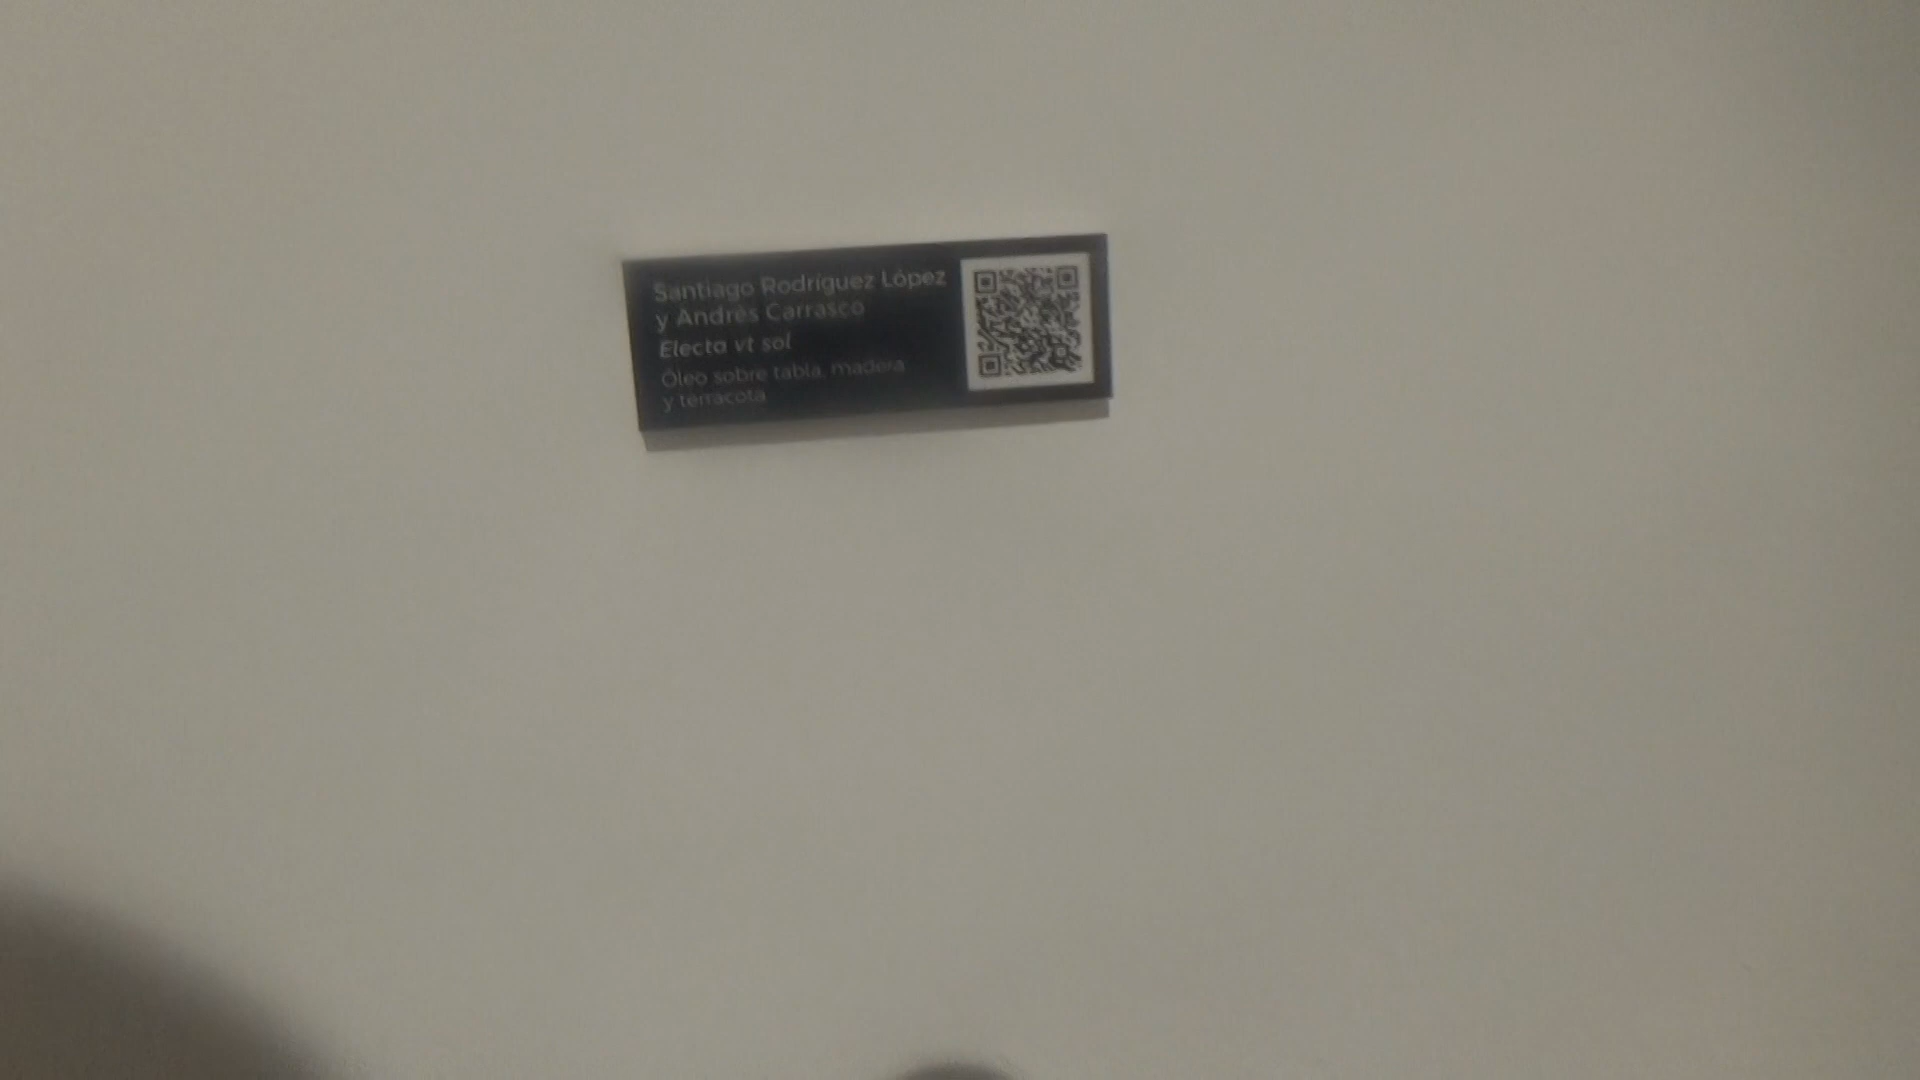 Santiago Rodríguez López
y Andrés Carrasco
Electa vt sol
Óleo sobre tabla, madera
y terracota